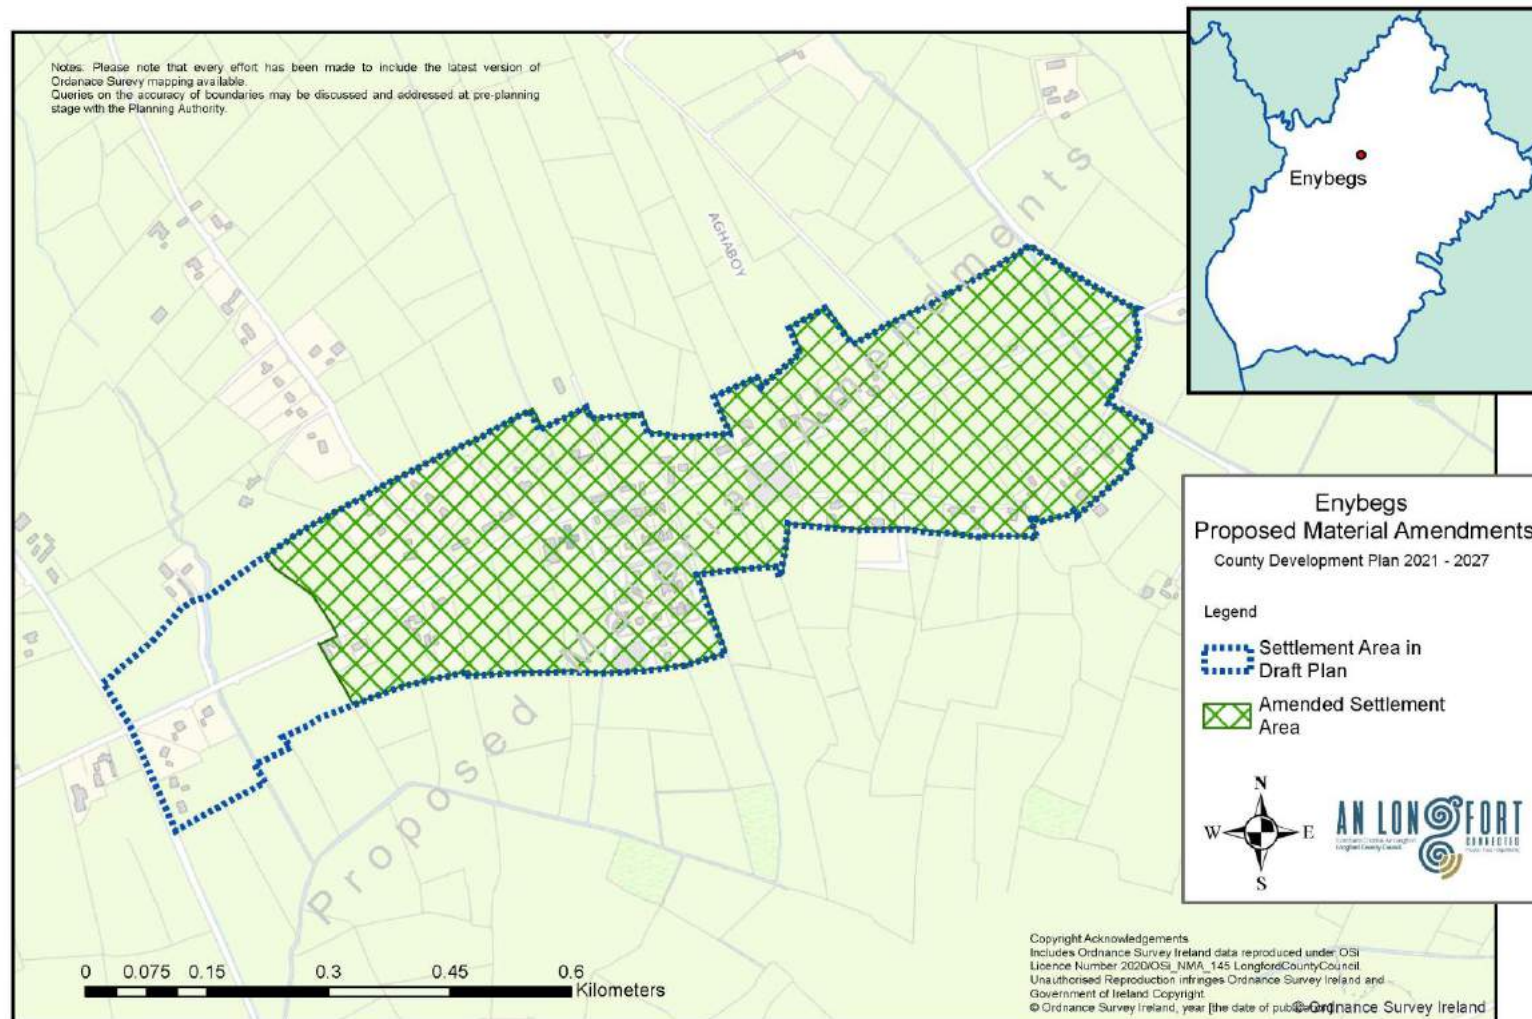 Notes: Please note that every effort has been made to include the latest version of
Ordanace Surevy mapping available.
Queries on the accuracy of boundaries may be discussed and addressed at pre-planning
stage with the Planning Authority.
Enybegs
AGHABOY
Proposed Material Amendments
Enybegs
Proposed Material Amendments
County Development Plan 2021 - 2027
Legend
Settlement Area in
Draft Plan
Amended Settlement
Area
N
W
E
S
AN LONGFORT
CONNECTED
Longford County Council
0 0.075 0.15 0.3 0.45 0.6
Kilometers
Copyright Acknowledgements
Includes Ordnance Survey Ireland data reproduced under OSi
Licence Number 2020/OSi_NMA_145 LongfordCountyCouncil.
Unauthorised Reproduction infringes Ordnance Survey Ireland and
Government of Ireland Copyright.
© Ordnance Survey Ireland, year [the date of
© Ordnance Survey Ireland